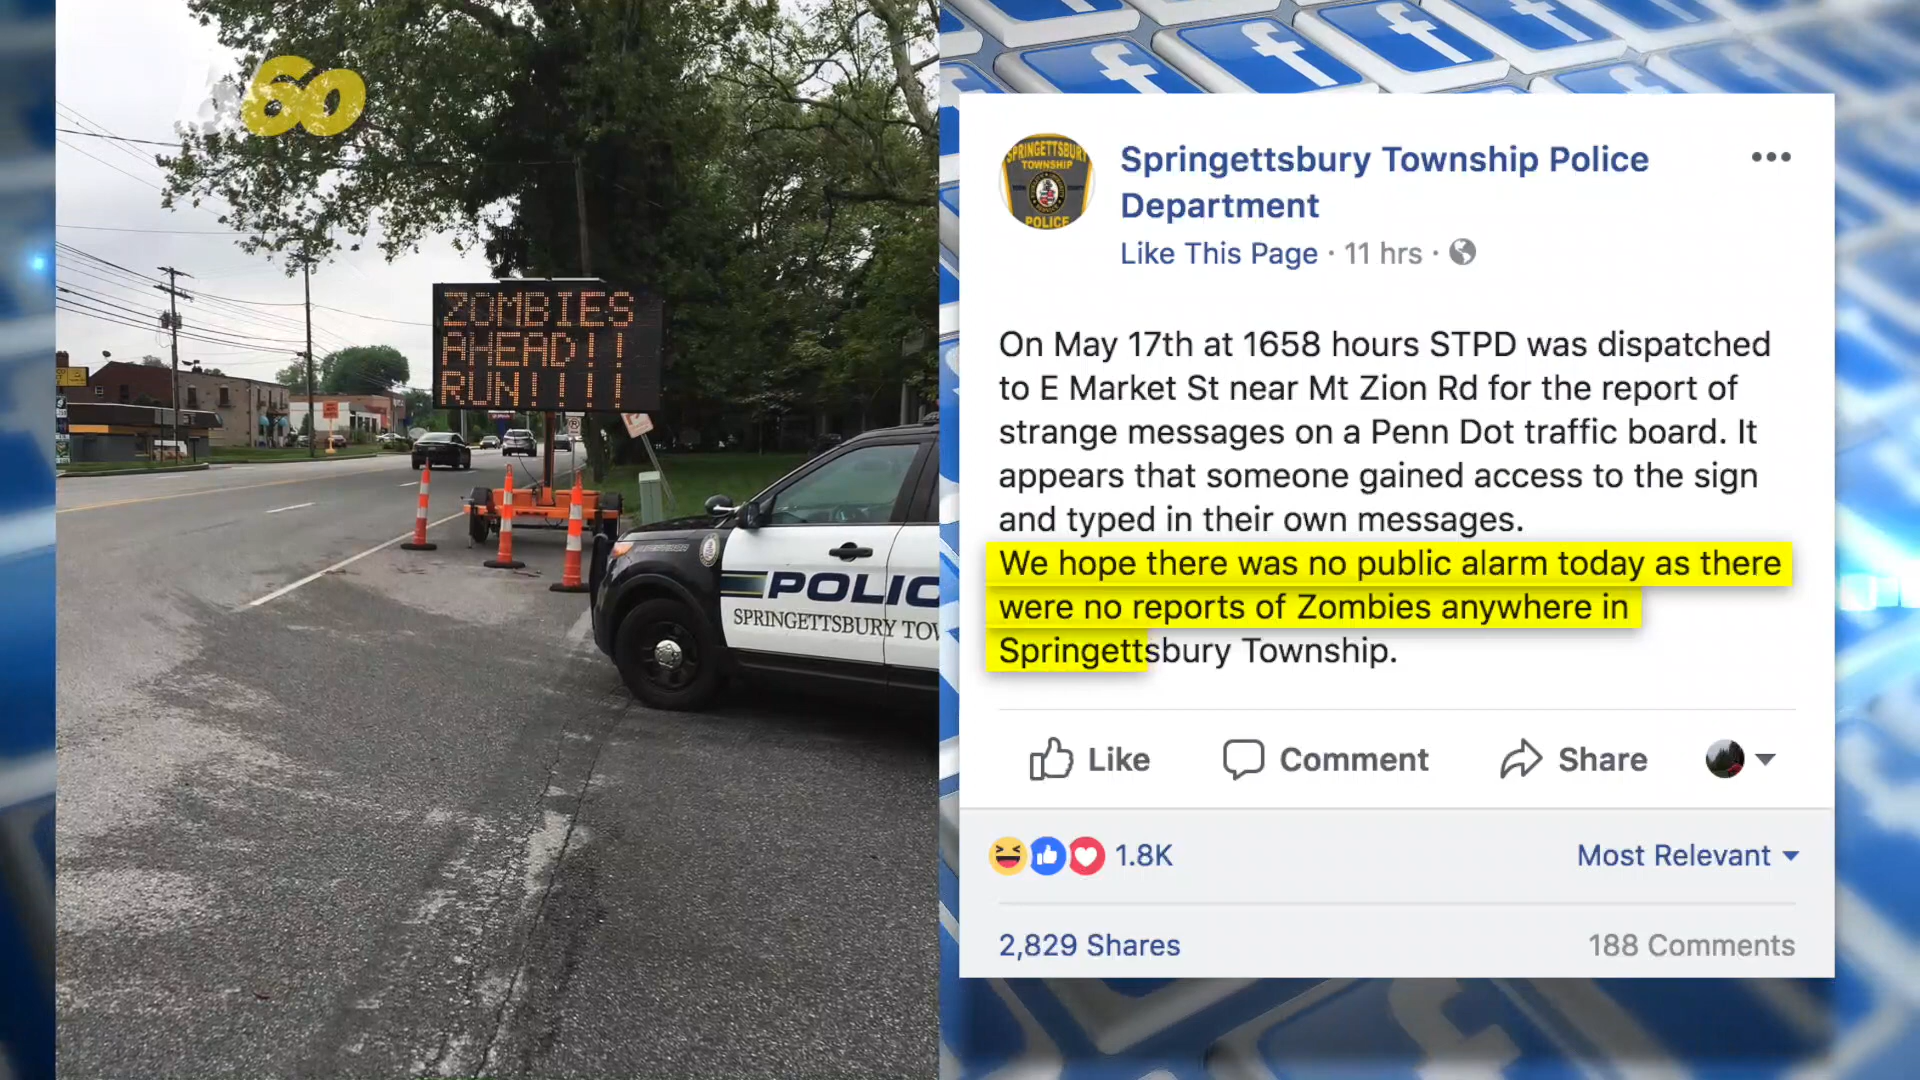 60
ZOMBIES
AHEAD!!
RUN!!!!
POLIC
SPRINGETTSBURY TOW
SPRINGETTSBURY
TOWNSHIP
POLICE
Springettsbury Township Police
Department
Like This Page · 11 hrs ·
On May 17th at 1658 hours STPD was dispatched
to E Market St near Mt Zion Rd for the report of
strange messages on a Penn Dot traffic board. It
appears that someone gained access to the sign
and typed in their own messages.
We hope there was no public alarm today as there
were no reports of Zombies anywhere in
Springettsbury Township.
Like Comment Share
1.8K Most Relevant
2,829 Shares 188 Comments